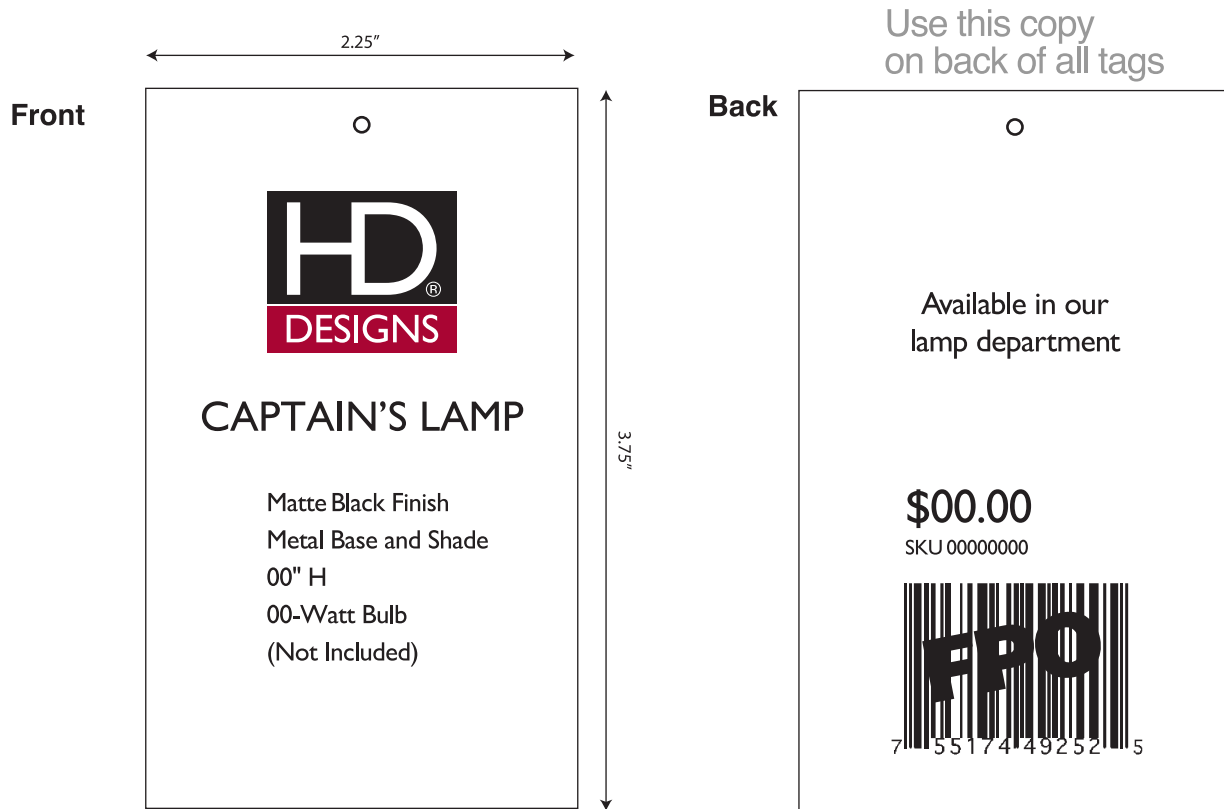 Use this copy
on back of all tags
2.25"
Front
Back
HD®
DESIGNS
CAPTAIN'S LAMP
Matte Black Finish
Metal Base and Shade
00" H
00-Watt Bulb
(Not Included)
3.75"
Available in our
lamp department
$00.00
SKU 00000000
FPO
7 55174 49252 5